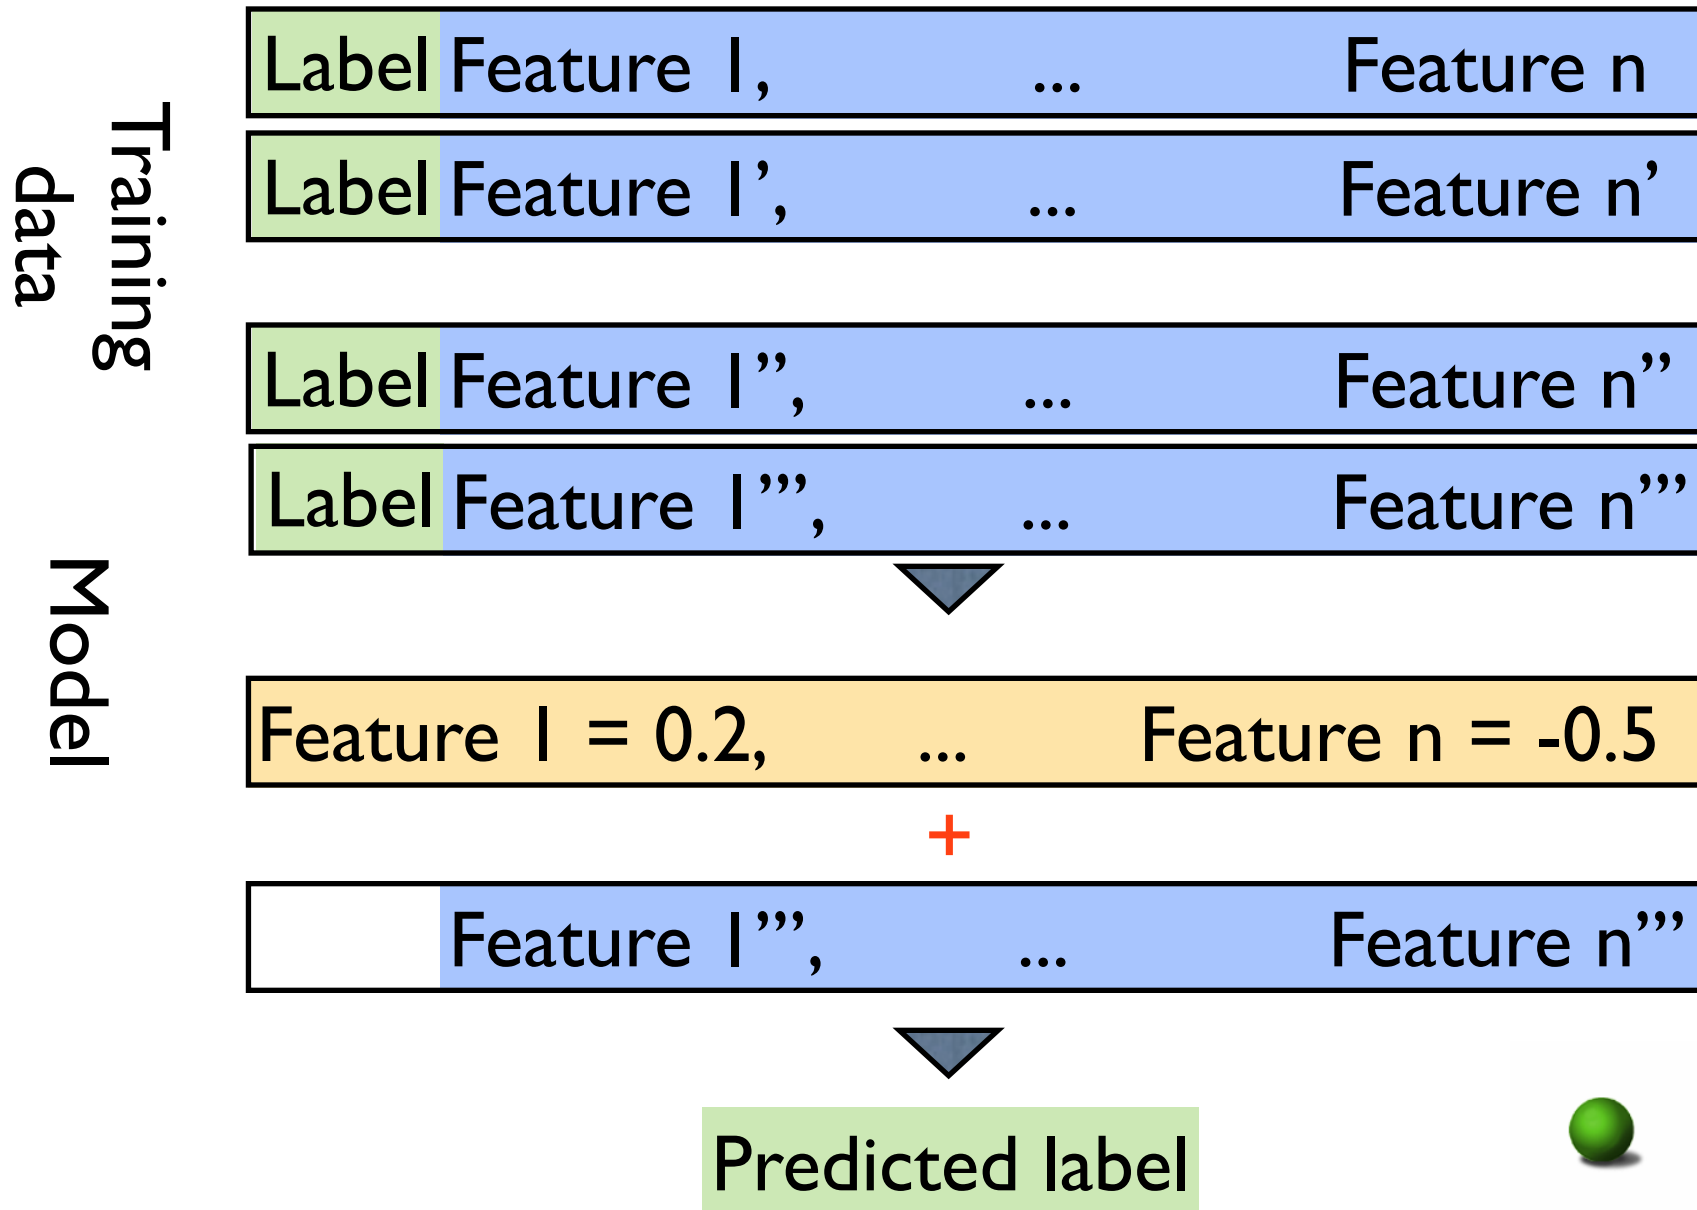 Training
data
Label Feature 1, ... Feature n
Label Feature 1’, ... Feature n’
Label Feature 1’’, ... Feature n’’
Label Feature 1’’’, ... Feature n’’’
Model
Feature 1 = 0.2, ... Feature n = -0.5
+
Feature 1’’’, ... Feature n’’’
Predicted label